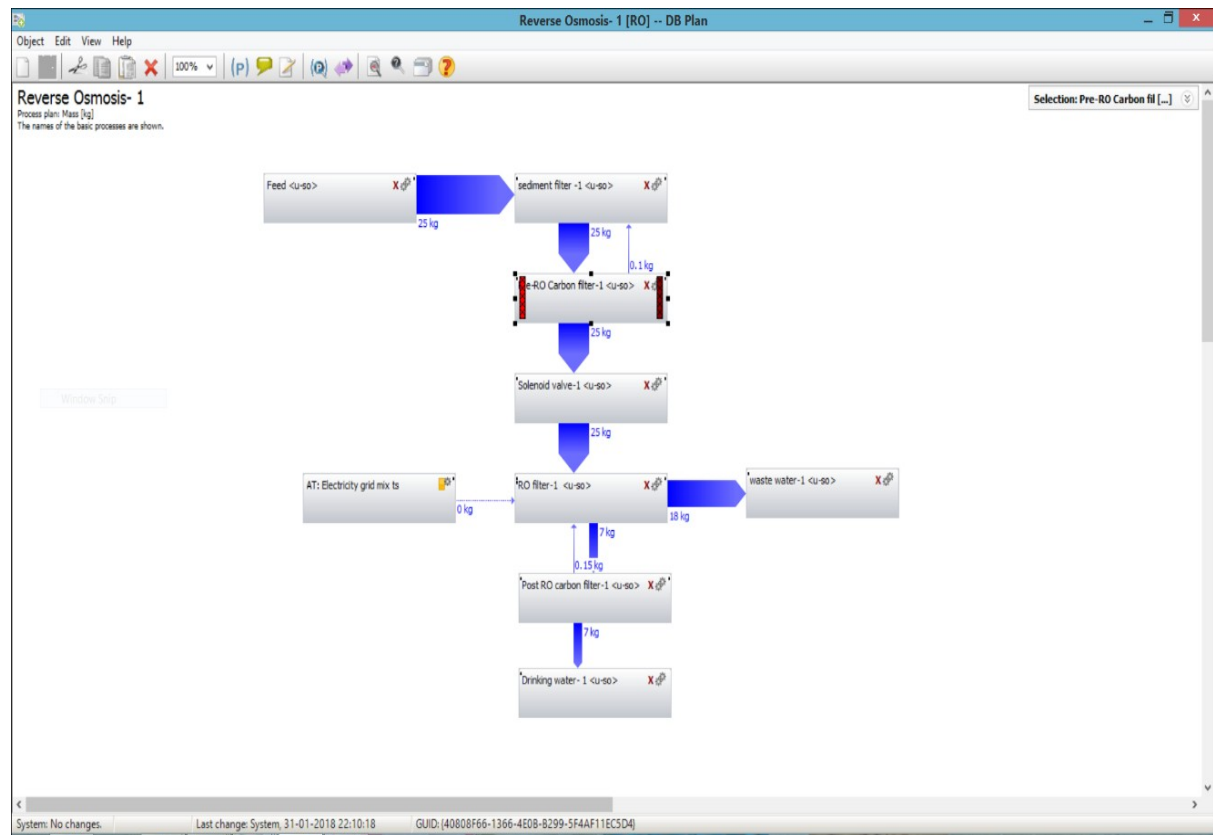 Reverse Osmosis- 1 [RO] -- DB Plan
Object Edit View Help
100% (P)
Reverse Osmosis- 1
Process plan: Mass [kg]
The names of the basic processes are shown.
Selection: Pre-RO Carbon fil [...]
Feed <u-so> X
sediment filter -1 <u-so> X
25 kg
25 kg
0.1 kg
e-RO Carbon filter-1 <u-so> X
25 kg
Solenoid valve-1 <u-so> X
Window Snip
25 kg
AT: Electricity grid mix ts
RO filter-1 <u-so> X
waste water-1 <u-so> X
0 kg
18 kg
7 kg
0.15 kg
Post RO carbon filter-1 <u-so> X
7 kg
Drinking water- 1 <u-so> X
System: No changes.
Last change: System, 31-01-2018 22:10:18
GUID: {40808F66-1366-4E0B-B299-5F4AF11EC5D4}